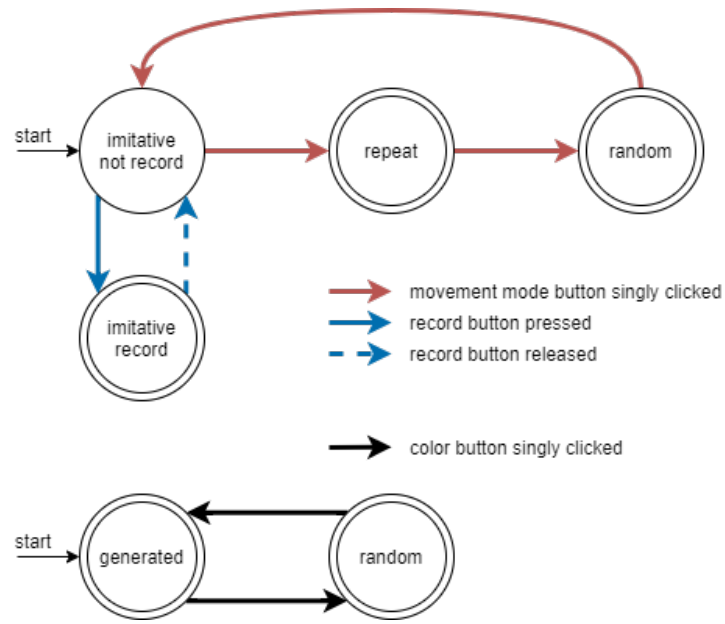 start
imitative
not record
repeat
random
imitative
record
movement mode button singly clicked
record button pressed
record button released
color button singly clicked
start
generated
random